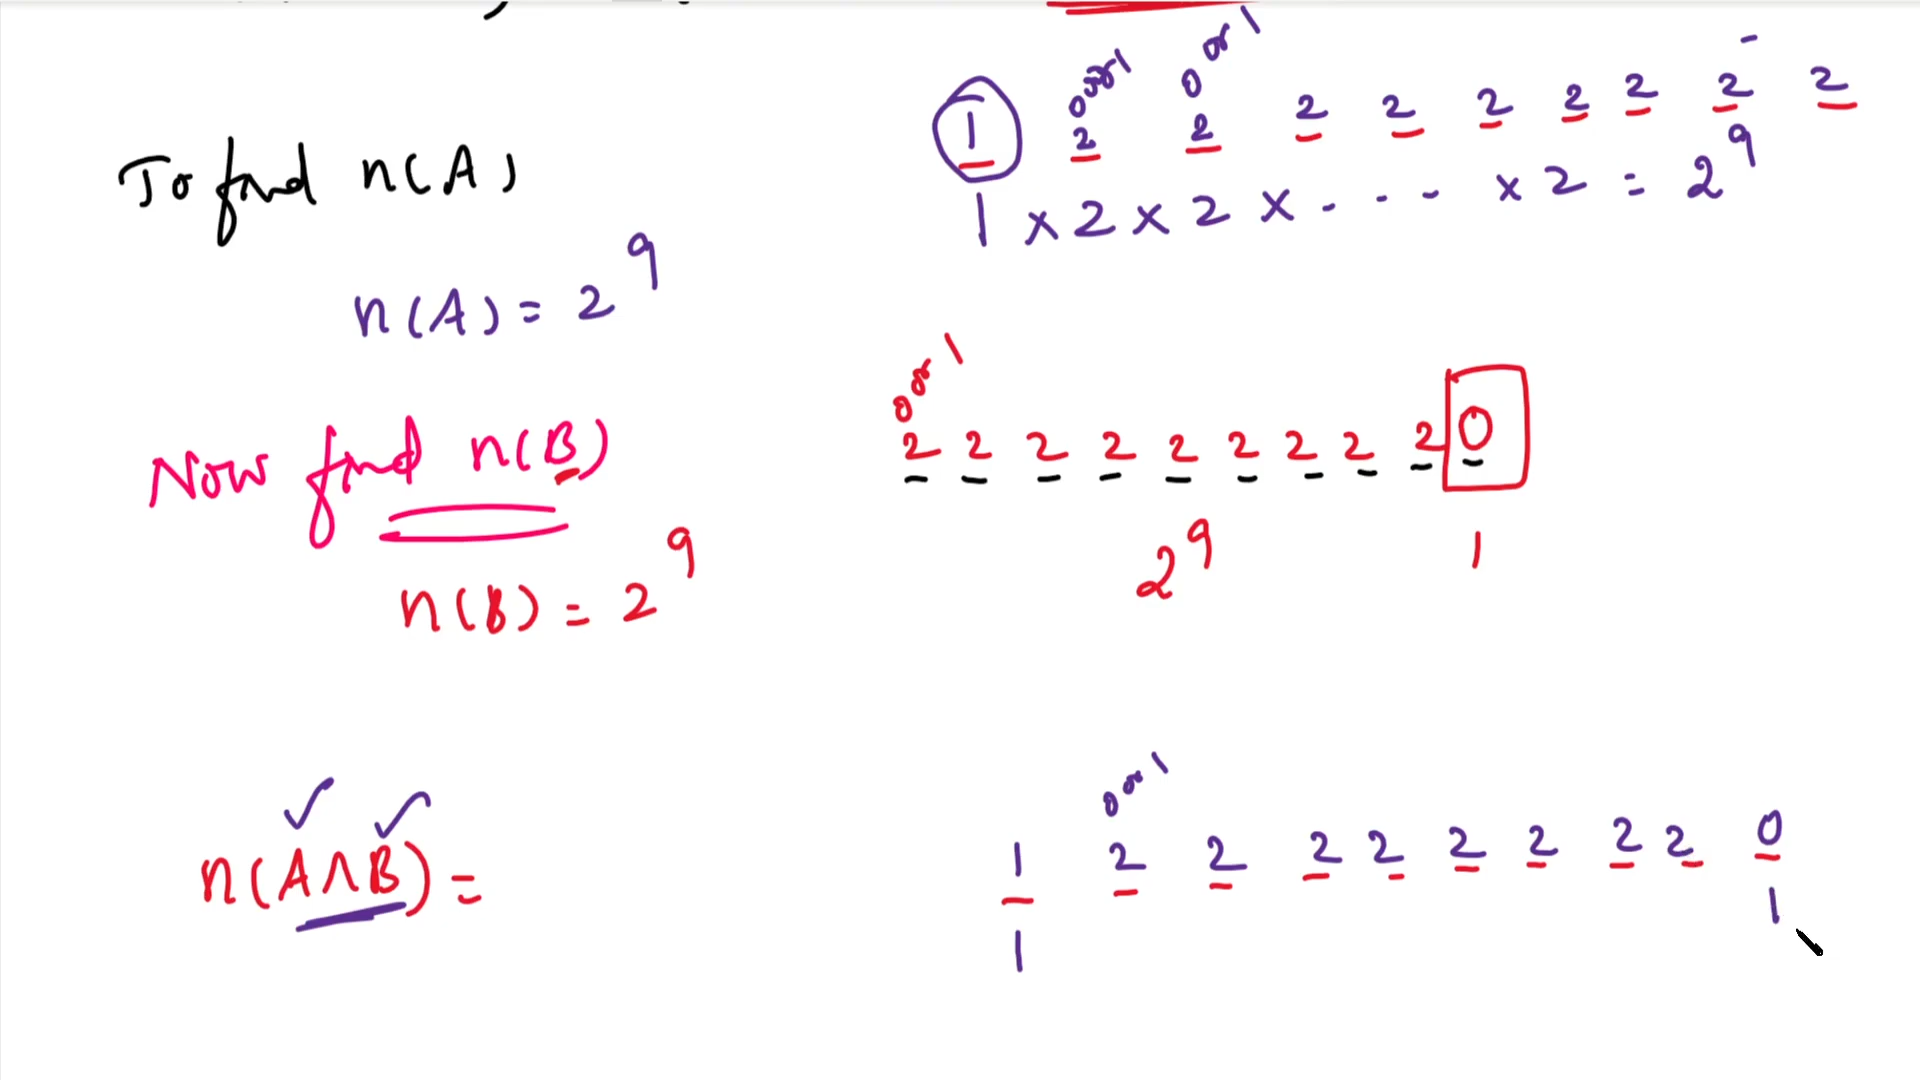 0 or 1 0 or 1
1 2 2 2 2 2 2 2 2 2
To find n(A)
1 x 2 x 2 x - - - x 2 = 2^9
n(A) = 2^9
0 or 1
Now find n(B)
2 2 2 2 2 2 2 2 2 0
n(B) = 2^9
2^9 1
0 or 1
n(A∩B) =
1 2 2 2 2 2 2 2 2 0
1 1